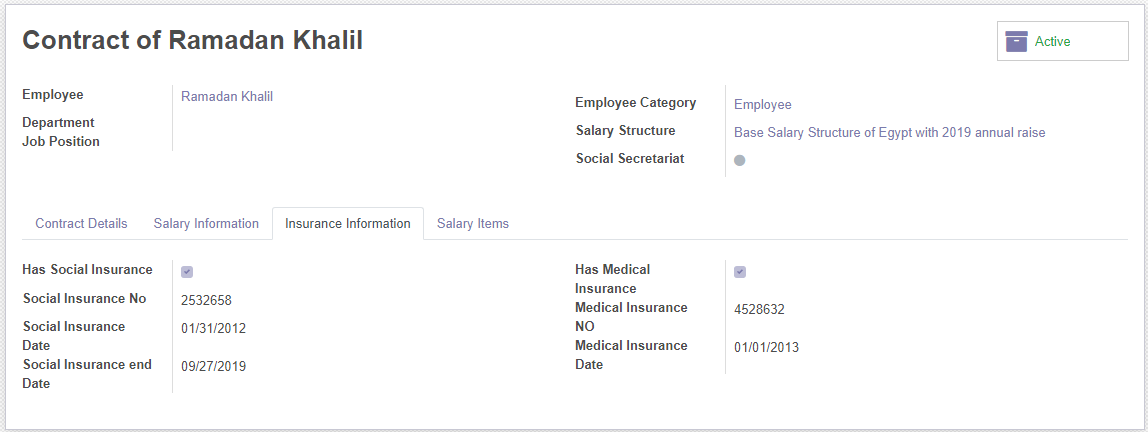 Contract of Ramadan Khalil
Active
Employee
Ramadan Khalil
Department
Job Position
Employee Category
Employee
Salary Structure
Base Salary Structure of Egypt with 2019 annual raise
Social Secretariat
Contract Details
Salary Information
Insurance Information
Salary Items
Has Social Insurance
Social Insurance No
2532658
Social Insurance
Date
01/31/2012
Social Insurance end
Date
09/27/2019
Has Medical
Insurance
Medical Insurance
NO
4528632
Medical Insurance
Date
01/01/2013